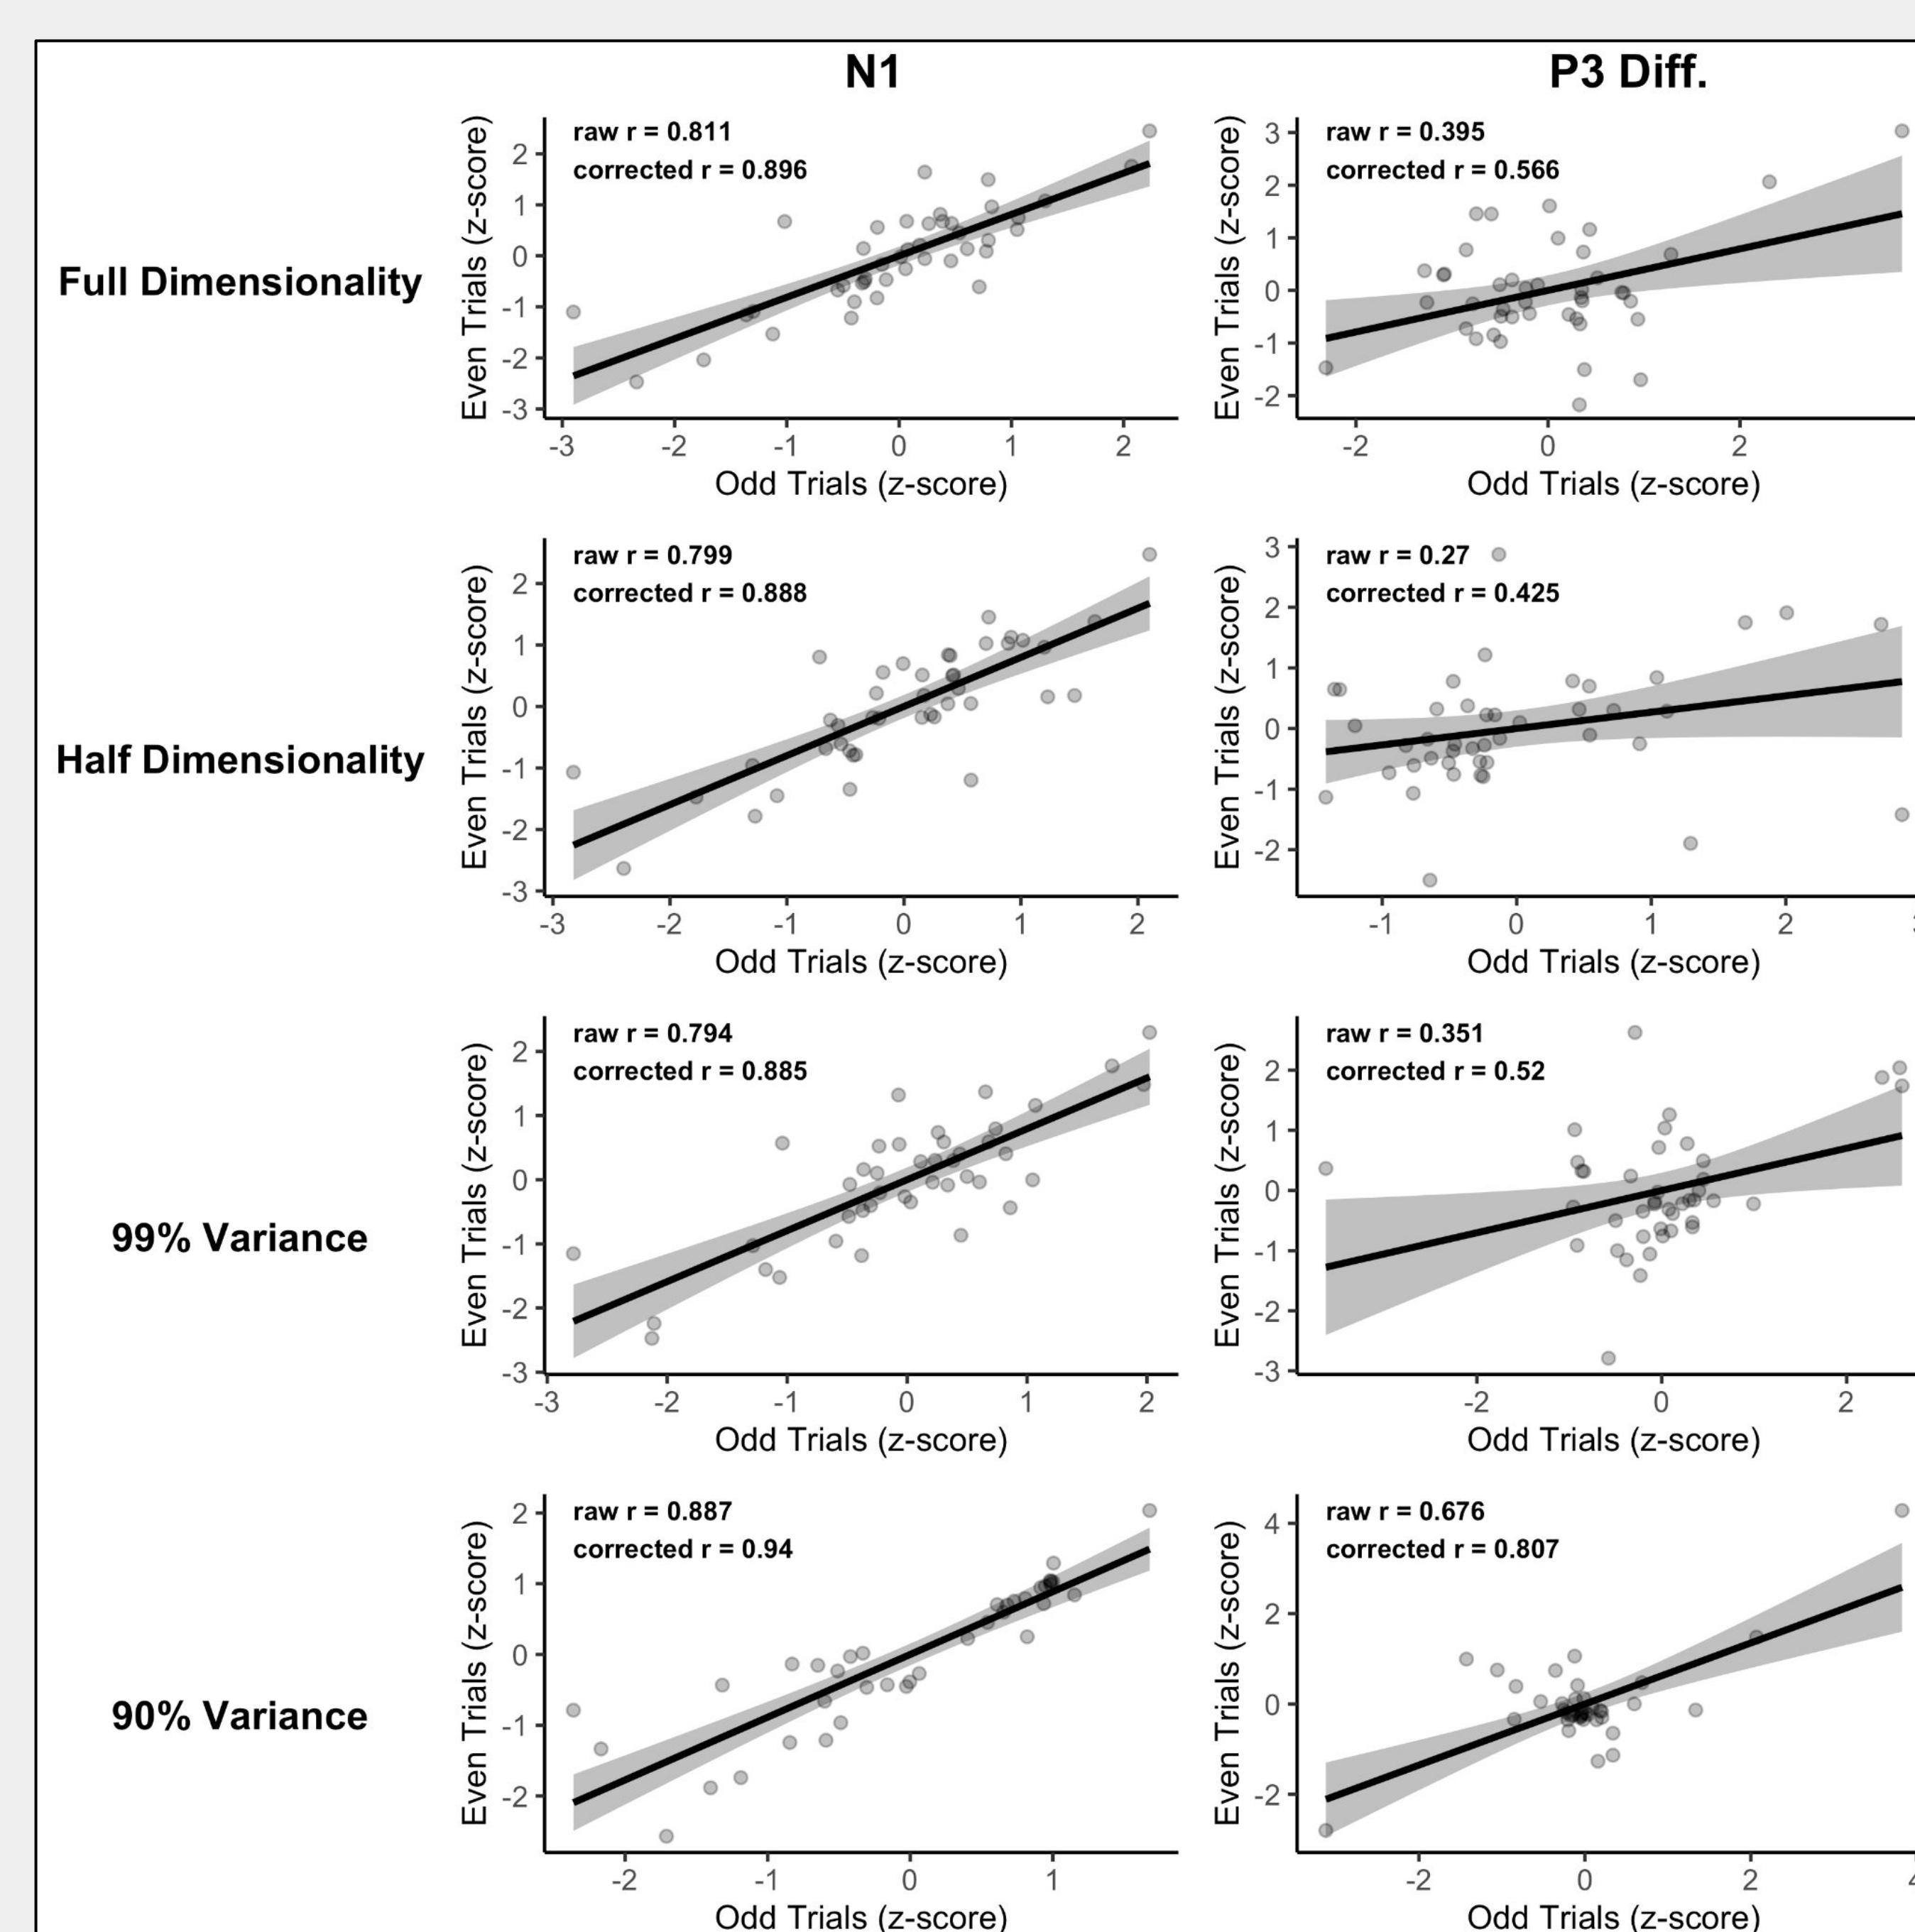 N1
P3 Diff.
Full Dimensionality
Even Trials (z-score)
2
1
0
-1
-2
-3
raw r = 0.811
corrected r = 0.896
-3 -2 -1 0 1 2
Odd Trials (z-score)
Even Trials (z-score)
3
2
1
0
-1
-2
raw r = 0.395
corrected r = 0.566
-2 0 2
Odd Trials (z-score)
Half Dimensionality
Even Trials (z-score)
2
1
0
-1
-2
-3
raw r = 0.799
corrected r = 0.888
-3 -2 -1 0 1 2
Odd Trials (z-score)
Even Trials (z-score)
3
2
1
0
-1
-2
raw r = 0.27
corrected r = 0.425
-1 0 1 2
Odd Trials (z-score)
99% Variance
Even Trials (z-score)
2
1
0
-1
-2
-3
raw r = 0.794
corrected r = 0.885
-3 -2 -1 0 1 2
Odd Trials (z-score)
Even Trials (z-score)
2
1
0
-1
-2
-3
raw r = 0.351
corrected r = 0.52
-2 0 2
Odd Trials (z-score)
90% Variance
Even Trials (z-score)
2
1
0
-1
-2
raw r = 0.887
corrected r = 0.94
-2 -1 0 1
Odd Trials (z-score)
Even Trials (z-score)
4
2
0
-2
raw r = 0.676
corrected r = 0.807
-2 0 2
Odd Trials (z-score)